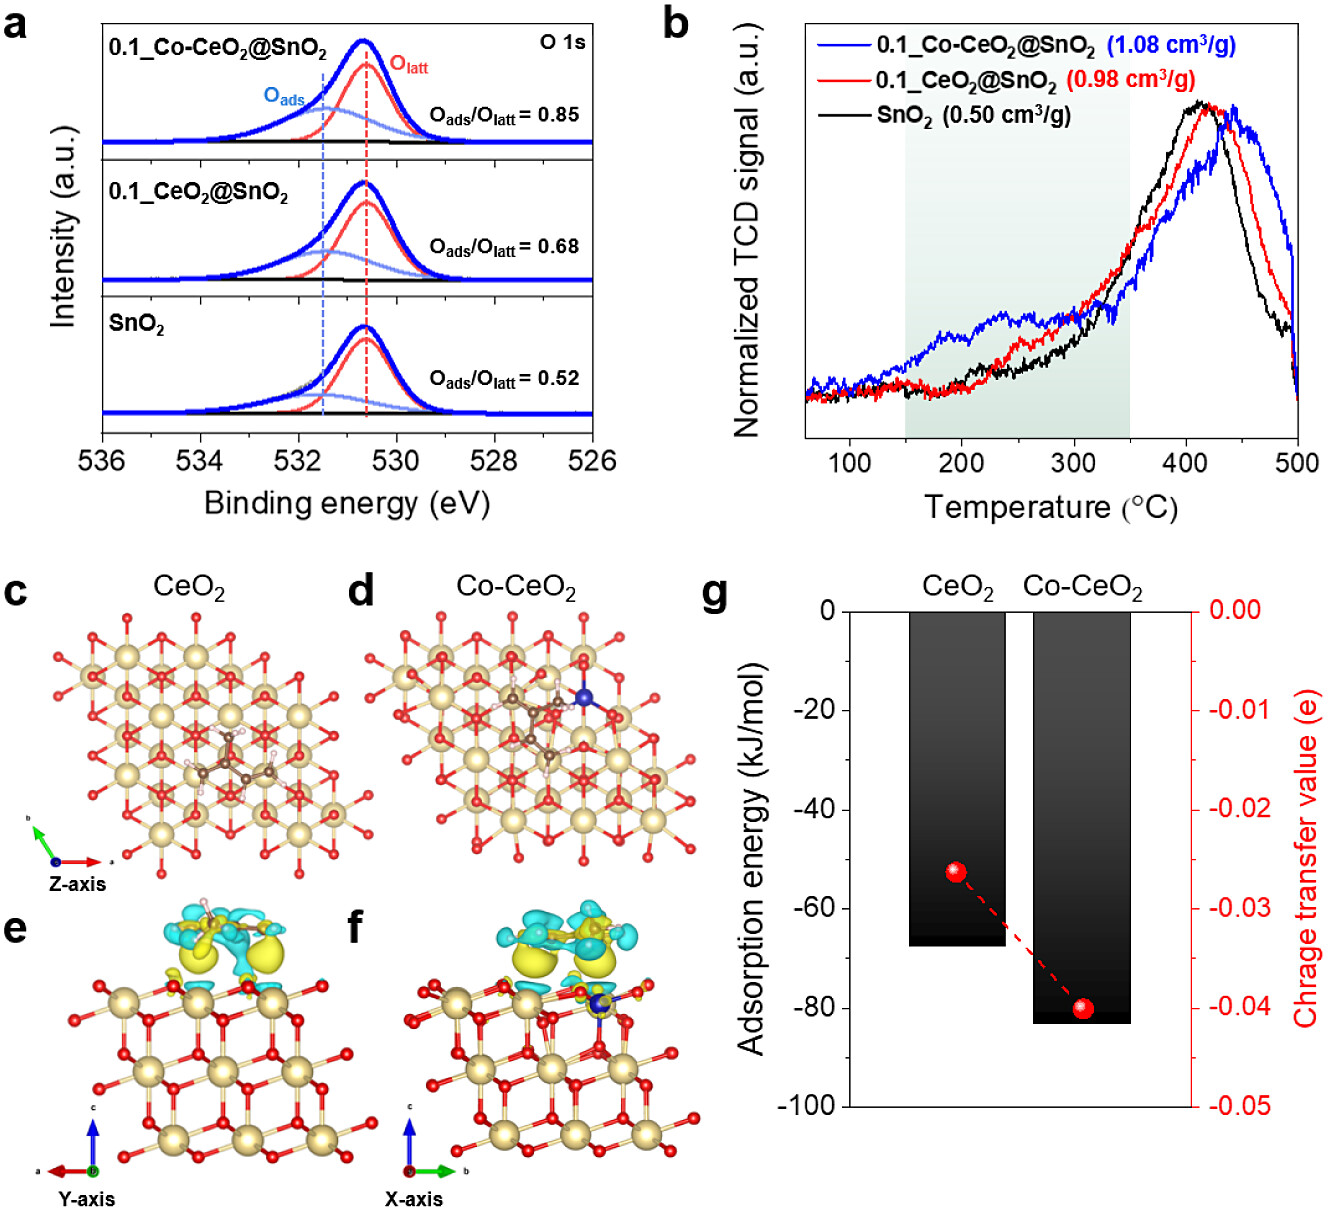 a
0.1_Co-CeO₂@SnO₂
O 1s
Oₗₐₜₜ
Oₐdₛ
Oₐdₛ/Oₗₐₜₜ = 0.85
0.1_CeO₂@SnO₂
Oₐdₛ/Oₗₐₜₜ = 0.68
SnO₂
Oₐdₛ/Oₗₐₜₜ = 0.52
Intensity (a.u.)
536 534 532 530 528 526
Binding energy (eV)
b
0.1_Co-CeO₂@SnO₂ (1.08 cm³/g)
0.1_CeO₂@SnO₂ (0.98 cm³/g)
SnO₂ (0.50 cm³/g)
Normalized TCD signal (a.u.)
100 200 300 400 500
Temperature (°C)
c
CeO₂
b
a
Z-axis
d
Co-CeO₂
e
c
a
b
Y-axis
f
c
b
X-axis
g
CeO₂ Co-CeO₂
0
-20
-40
-60
-80
-100
Adsorption energy (kJ/mol)
0.00
-0.01
-0.02
-0.03
-0.04
-0.05
Chrage transfer value (e)